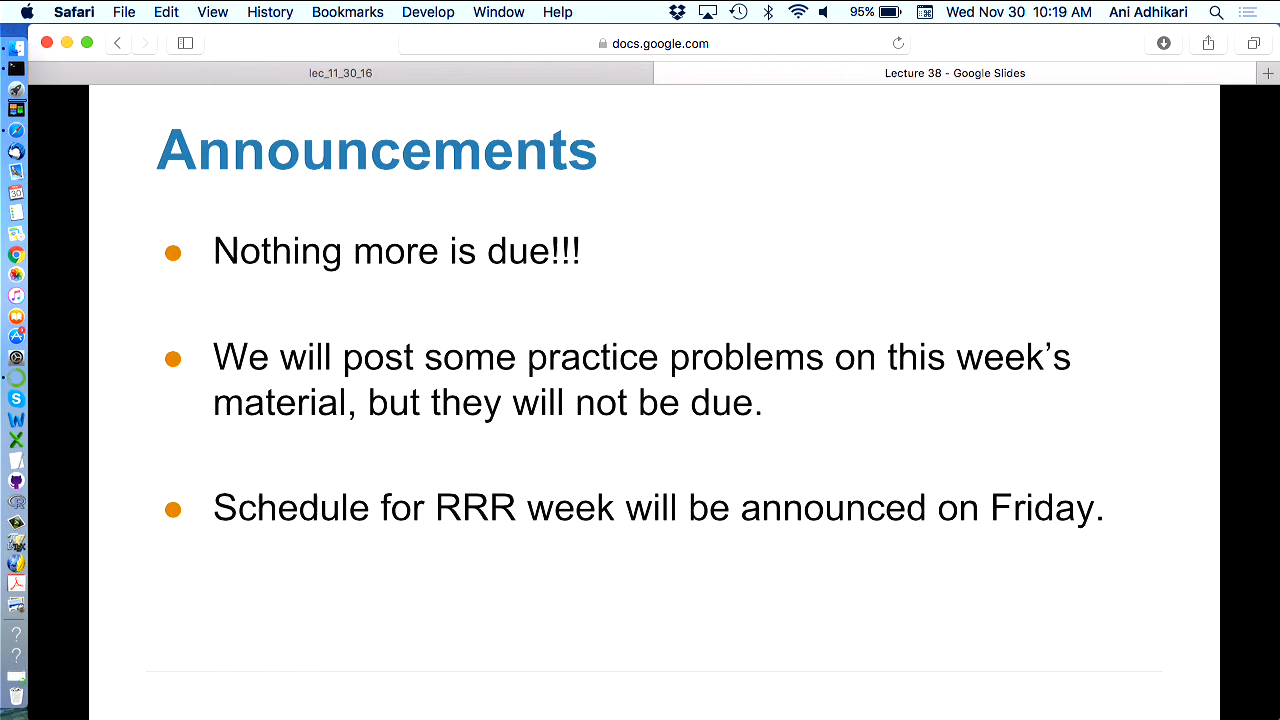 Safari File Edit View History Bookmarks Develop Window Help 95% Wed Nov 30 10:19 AM Ani Adhikari
docs.google.com
lec_11_30_16
Lecture 38 - Google Slides
Announcements
Nothing more is due!!!
We will post some practice problems on this week’s
material, but they will not be due.
Schedule for RRR week will be announced on Friday.